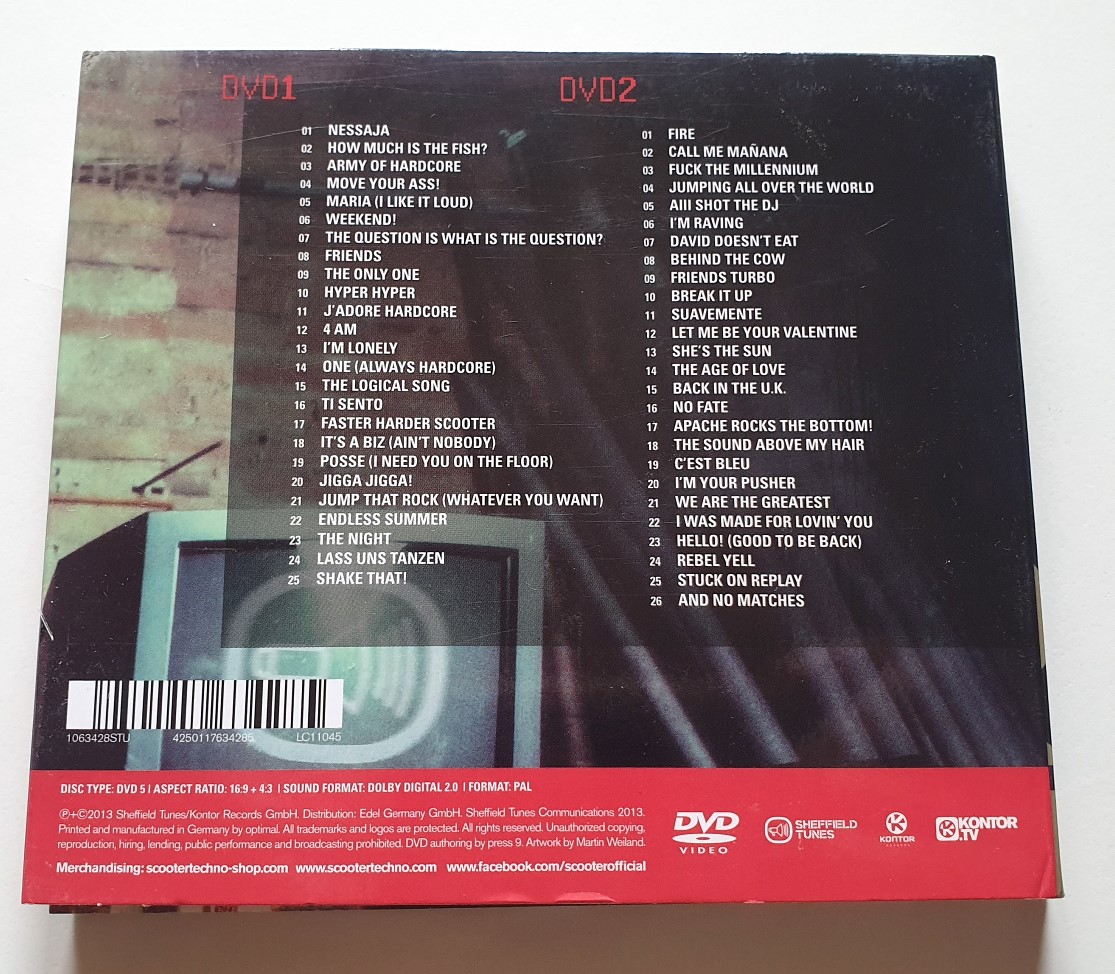 DVD1
01 NESSAJA
02 HOW MUCH IS THE FISH?
03 ARMY OF HARDCORE
04 MOVE YOUR ASS!
05 MARIA (I LIKE IT LOUD)
06 WEEKEND!
07 THE QUESTION IS WHAT IS THE QUESTION?
08 FRIENDS
09 THE ONLY ONE
10 HYPER HYPER
11 J'ADORE HARDCORE
12 4 AM
13 I'M LONELY
14 ONE (ALWAYS HARDCORE)
15 THE LOGICAL SONG
16 TI SENTO
17 FASTER HARDER SCOOTER
18 IT'S A BIZ (AIN'T NOBODY)
19 POSSE (I NEED YOU ON THE FLOOR)
20 JIGGA JIGGA!
21 JUMP THAT ROCK (WHATEVER YOU WANT)
22 ENDLESS SUMMER
23 THE NIGHT
24 LASS UNS TANZEN
25 SHAKE THAT!
DVD2
01 FIRE
02 CALL ME MAÑANA
03 FUCK THE MILLENNIUM
04 JUMPING ALL OVER THE WORLD
05 AIII SHOT THE DJ
06 I'M RAVING
07 DAVID DOESN'T EAT
08 BEHIND THE COW
09 FRIENDS TURBO
10 BREAK IT UP
11 SUAVEMENTE
12 LET ME BE YOUR VALENTINE
13 SHE'S THE SUN
14 THE AGE OF LOVE
15 BACK IN THE U.K.
16 NO FATE
17 APACHE ROCKS THE BOTTOM!
18 THE SOUND ABOVE MY HAIR
19 C'EST BLEU
20 I'M YOUR PUSHER
21 WE ARE THE GREATEST
22 I WAS MADE FOR LOVIN' YOU
23 HELLO! (GOOD TO BE BACK)
24 REBEL YELL
25 STUCK ON REPLAY
26 AND NO MATCHES
1063428STU 4250117634285 LC11045
DISC TYPE: DVD 5 | ASPECT RATIO: 16:9 + 4:3 | SOUND FORMAT: DOLBY DIGITAL 2.0 | FORMAT: PAL
℗+©2013 Sheffield Tunes/Kontor Records GmbH. Distribution: Edel Germany GmbH. Sheffield Tunes Communications 2013.
Printed and manufactured in Germany by optimal. All trademarks and logos are protected. All rights reserved. Unauthorized copying,
reproduction, hiring, lending, public performance and broadcasting prohibited. DVD authoring by press 9. Artwork by Martin Weiland.
Merchandising: scootertechno-shop.com www.scootertechno.com www.facebook.com/scooterofficial
DVD
VIDEO
SHEFFIELD
TUNES
K
KONTOR
RECORDS
K KONTOR
.TV